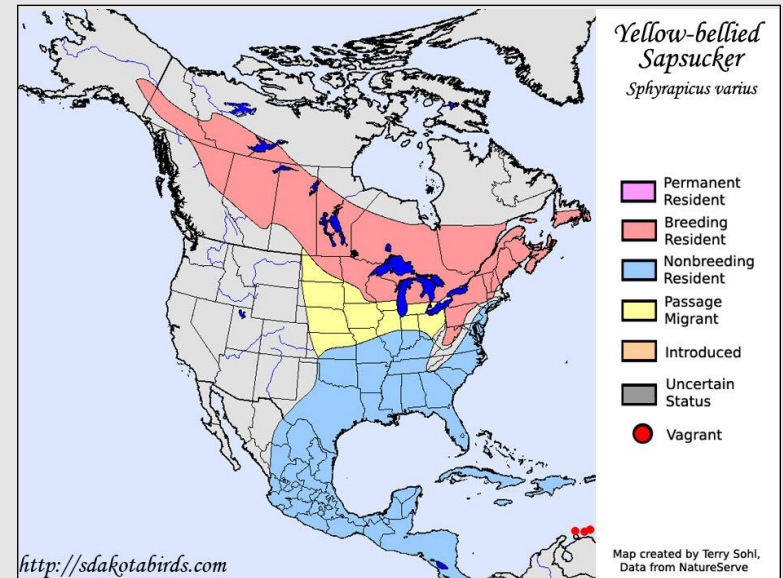 Yellow-bellied
Sapsucker
Sphyrapicus varius
Permanent
Resident
Breeding
Resident
Nonbreeding
Resident
Passage
Migrant
Introduced
Uncertain
Status
Vagrant
http://sdakotabirds.com
Map created by Terry Sohl,
Data from NatureServe